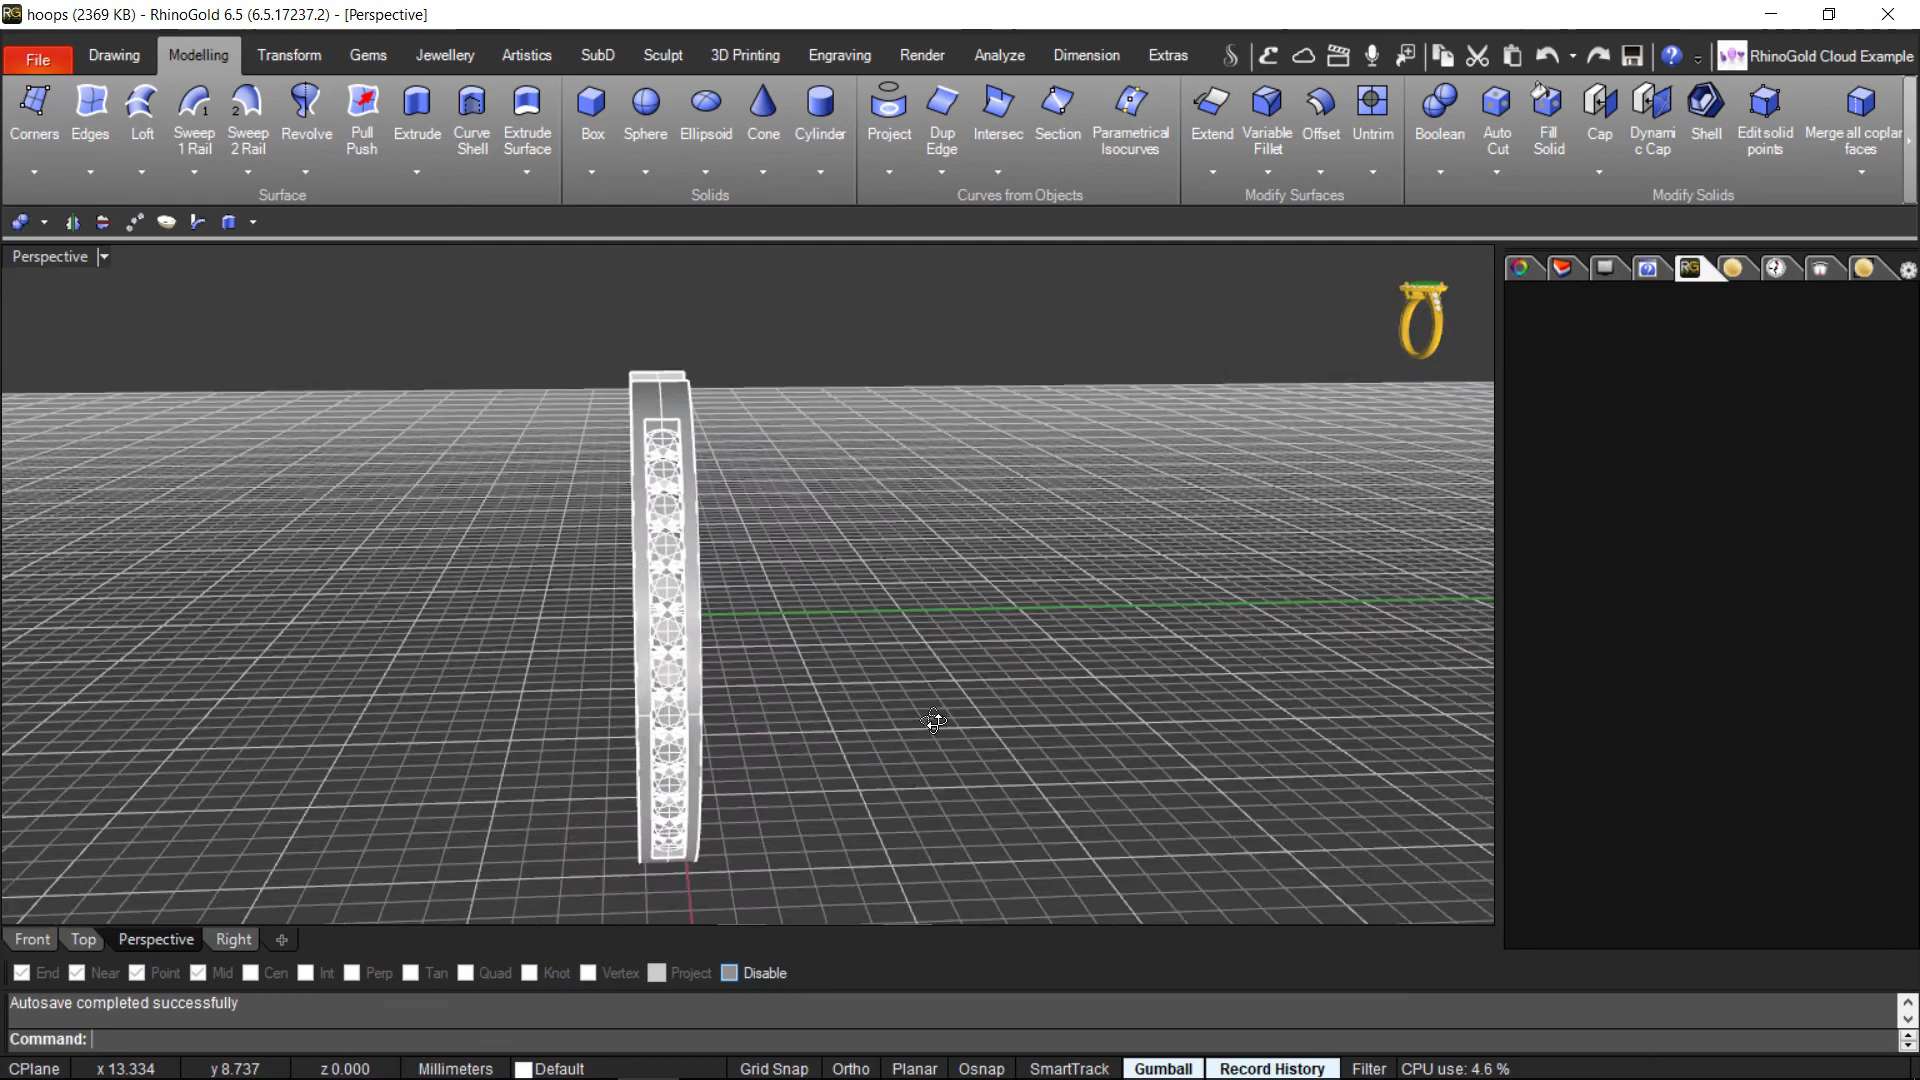 hoops (2369 KB) - RhinoGold 6.5 (6.5.17237.2) - [Perspective]
File Drawing Modelling Transform Gems Jewellery Artistics SubD Sculpt 3D Printing Engraving Render Analyze Dimension Extras RhinoGold Cloud Example
Corners Edges Loft Sweep 1 Rail Sweep 2 Rail Revolve Pull Push Extrude Curve Shell Extrude Surface Box Sphere Ellipsoid Cone Cylinder Project Dup Edge Intersec Section Parametrical Isocurves Extend Variable Fillet Offset Untrim Boolean Auto Cut Fill Solid Cap Dynami c Cap Shell Edit solid points Merge all coplar faces
Surface Solids Curves from Objects Modify Surfaces Modify Solids
Perspective
Front Top Perspective Right
End Near Point Mid Cen Int Perp Tan Quad Knot Vertex Project Disable
Autosave completed successfully
Command:
CPlane x 13.334 y 8.737 z 0.000 Millimeters Default Grid Snap Ortho Planar Osnap SmartTrack Gumball Record History Filter CPU use: 4.6 %